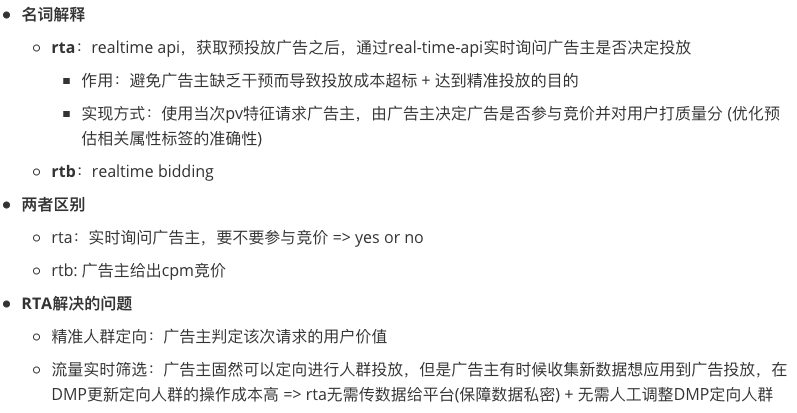 名词解释
rta：realtime api，获取预投放广告之后，通过real-time-api实时询问广告主是否决定投放
作用：避免广告主缺乏干预而导致投放成本超标 + 达到精准投放的目的
实现方式：使用当次pv特征请求广告主，由广告主决定广告是否参与竞价并对用户打质量分 (优化预
估相关属性标签的准确性)
rtb：realtime bidding
两者区别
rta：实时询问广告主，要不要参与竞价 => yes or no
rtb: 广告主给出cpm竞价
RTA解决的问题
精准人群定向：广告主判定该次请求的用户价值
流量实时筛选：广告主固然可以定向进行人群投放，但是广告主有时候收集新数据想应用到广告投放，在
DMP更新定向人群的操作成本高 => rta无需传数据给平台(保障数据私密) + 无需人工调整DMP定向人群